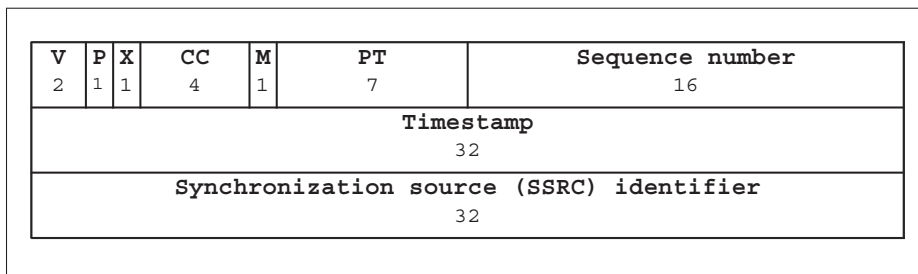 V P X CC M PT Sequence number
2 1 1 4 1 7 16
Timestamp
32
Synchronization source (SSRC) identifier
32